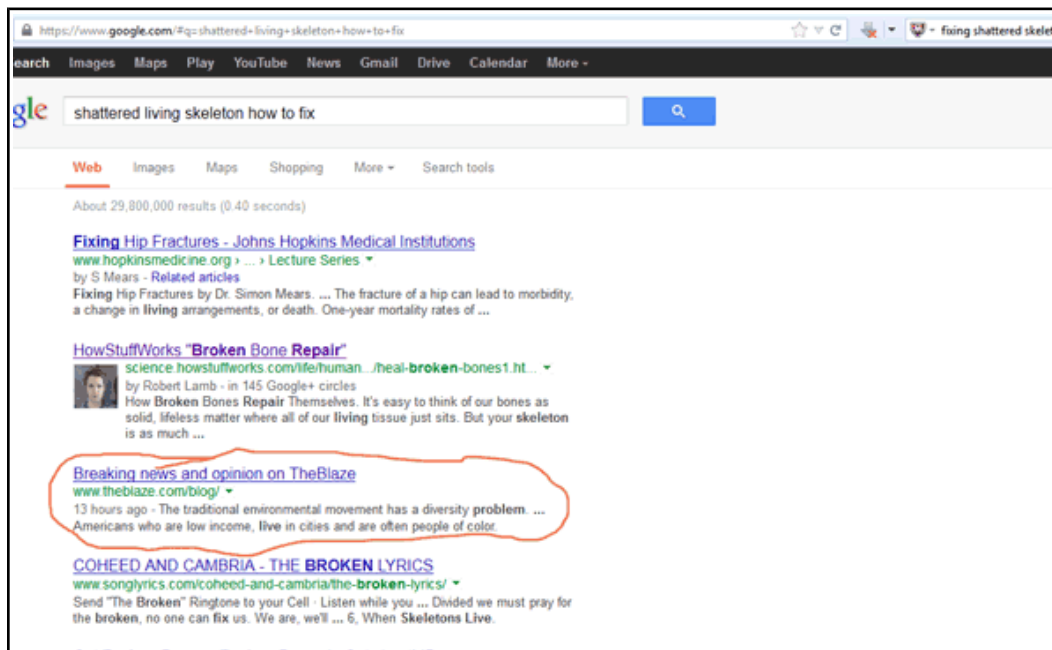 https://www.google.com/#q=shattered+living+skeleton+how+to+fix
fixing shattered skelet
earch Images Maps Play YouTube News Gmail Drive Calendar More
gle shattered living skeleton how to fix
Web Images Maps Shopping More Search tools
About 29,800,000 results (0.40 seconds)
Fixing Hip Fractures - Johns Hopkins Medical Institutions
www.hopkinsmedicine.org › ... › Lecture Series
by S Mears - Related articles
Fixing Hip Fractures by Dr. Simon Mears. ... The fracture of a hip can lead to morbidity,
a change in living arrangements, or death. One-year mortality rates of ...
HowStuffWorks "Broken Bone Repair"
science.howstuffworks.com/life/human.../heal-broken-bones1.ht...
by Robert Lamb - in 145 Google+ circles
How Broken Bones Repair Themselves. It's easy to think of our bones as
solid, lifeless matter where all of our living tissue just sits. But your skeleton
is as much ...
Breaking news and opinion on TheBlaze
www.theblaze.com/blog/
13 hours ago - The traditional environmental movement has a diversity problem. ...
Americans who are low income, live in cities and are often people of color.
COHEED AND CAMBRIA - THE BROKEN LYRICS
www.songlyrics.com/coheed-and-cambria/the-broken-lyrics/
Send "The Broken" Ringtone to your Cell · Listen while you ... Divided we must pray for
the broken, no one can fix us. We are, we'll ... 6, When Skeletons Live.